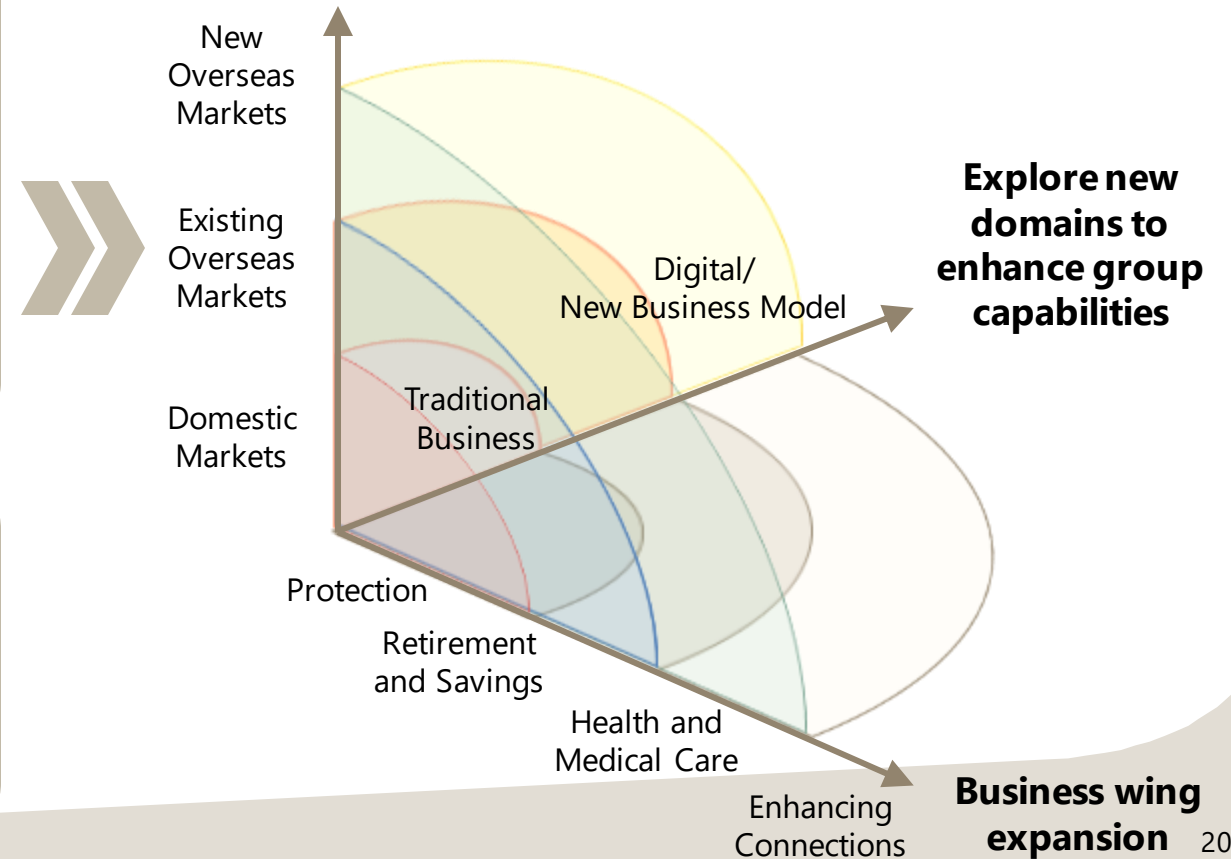 New
Overseas
Markets
Existing
Overseas
Markets
Domestic
Markets
Digital/
New Business Model
Traditional
Business
Explore new
domains to
enhance group
capabilities
Protection
Retirement
and Savings
Health and
Medical Care
Enhancing
Connections
Business wing
expansion
20